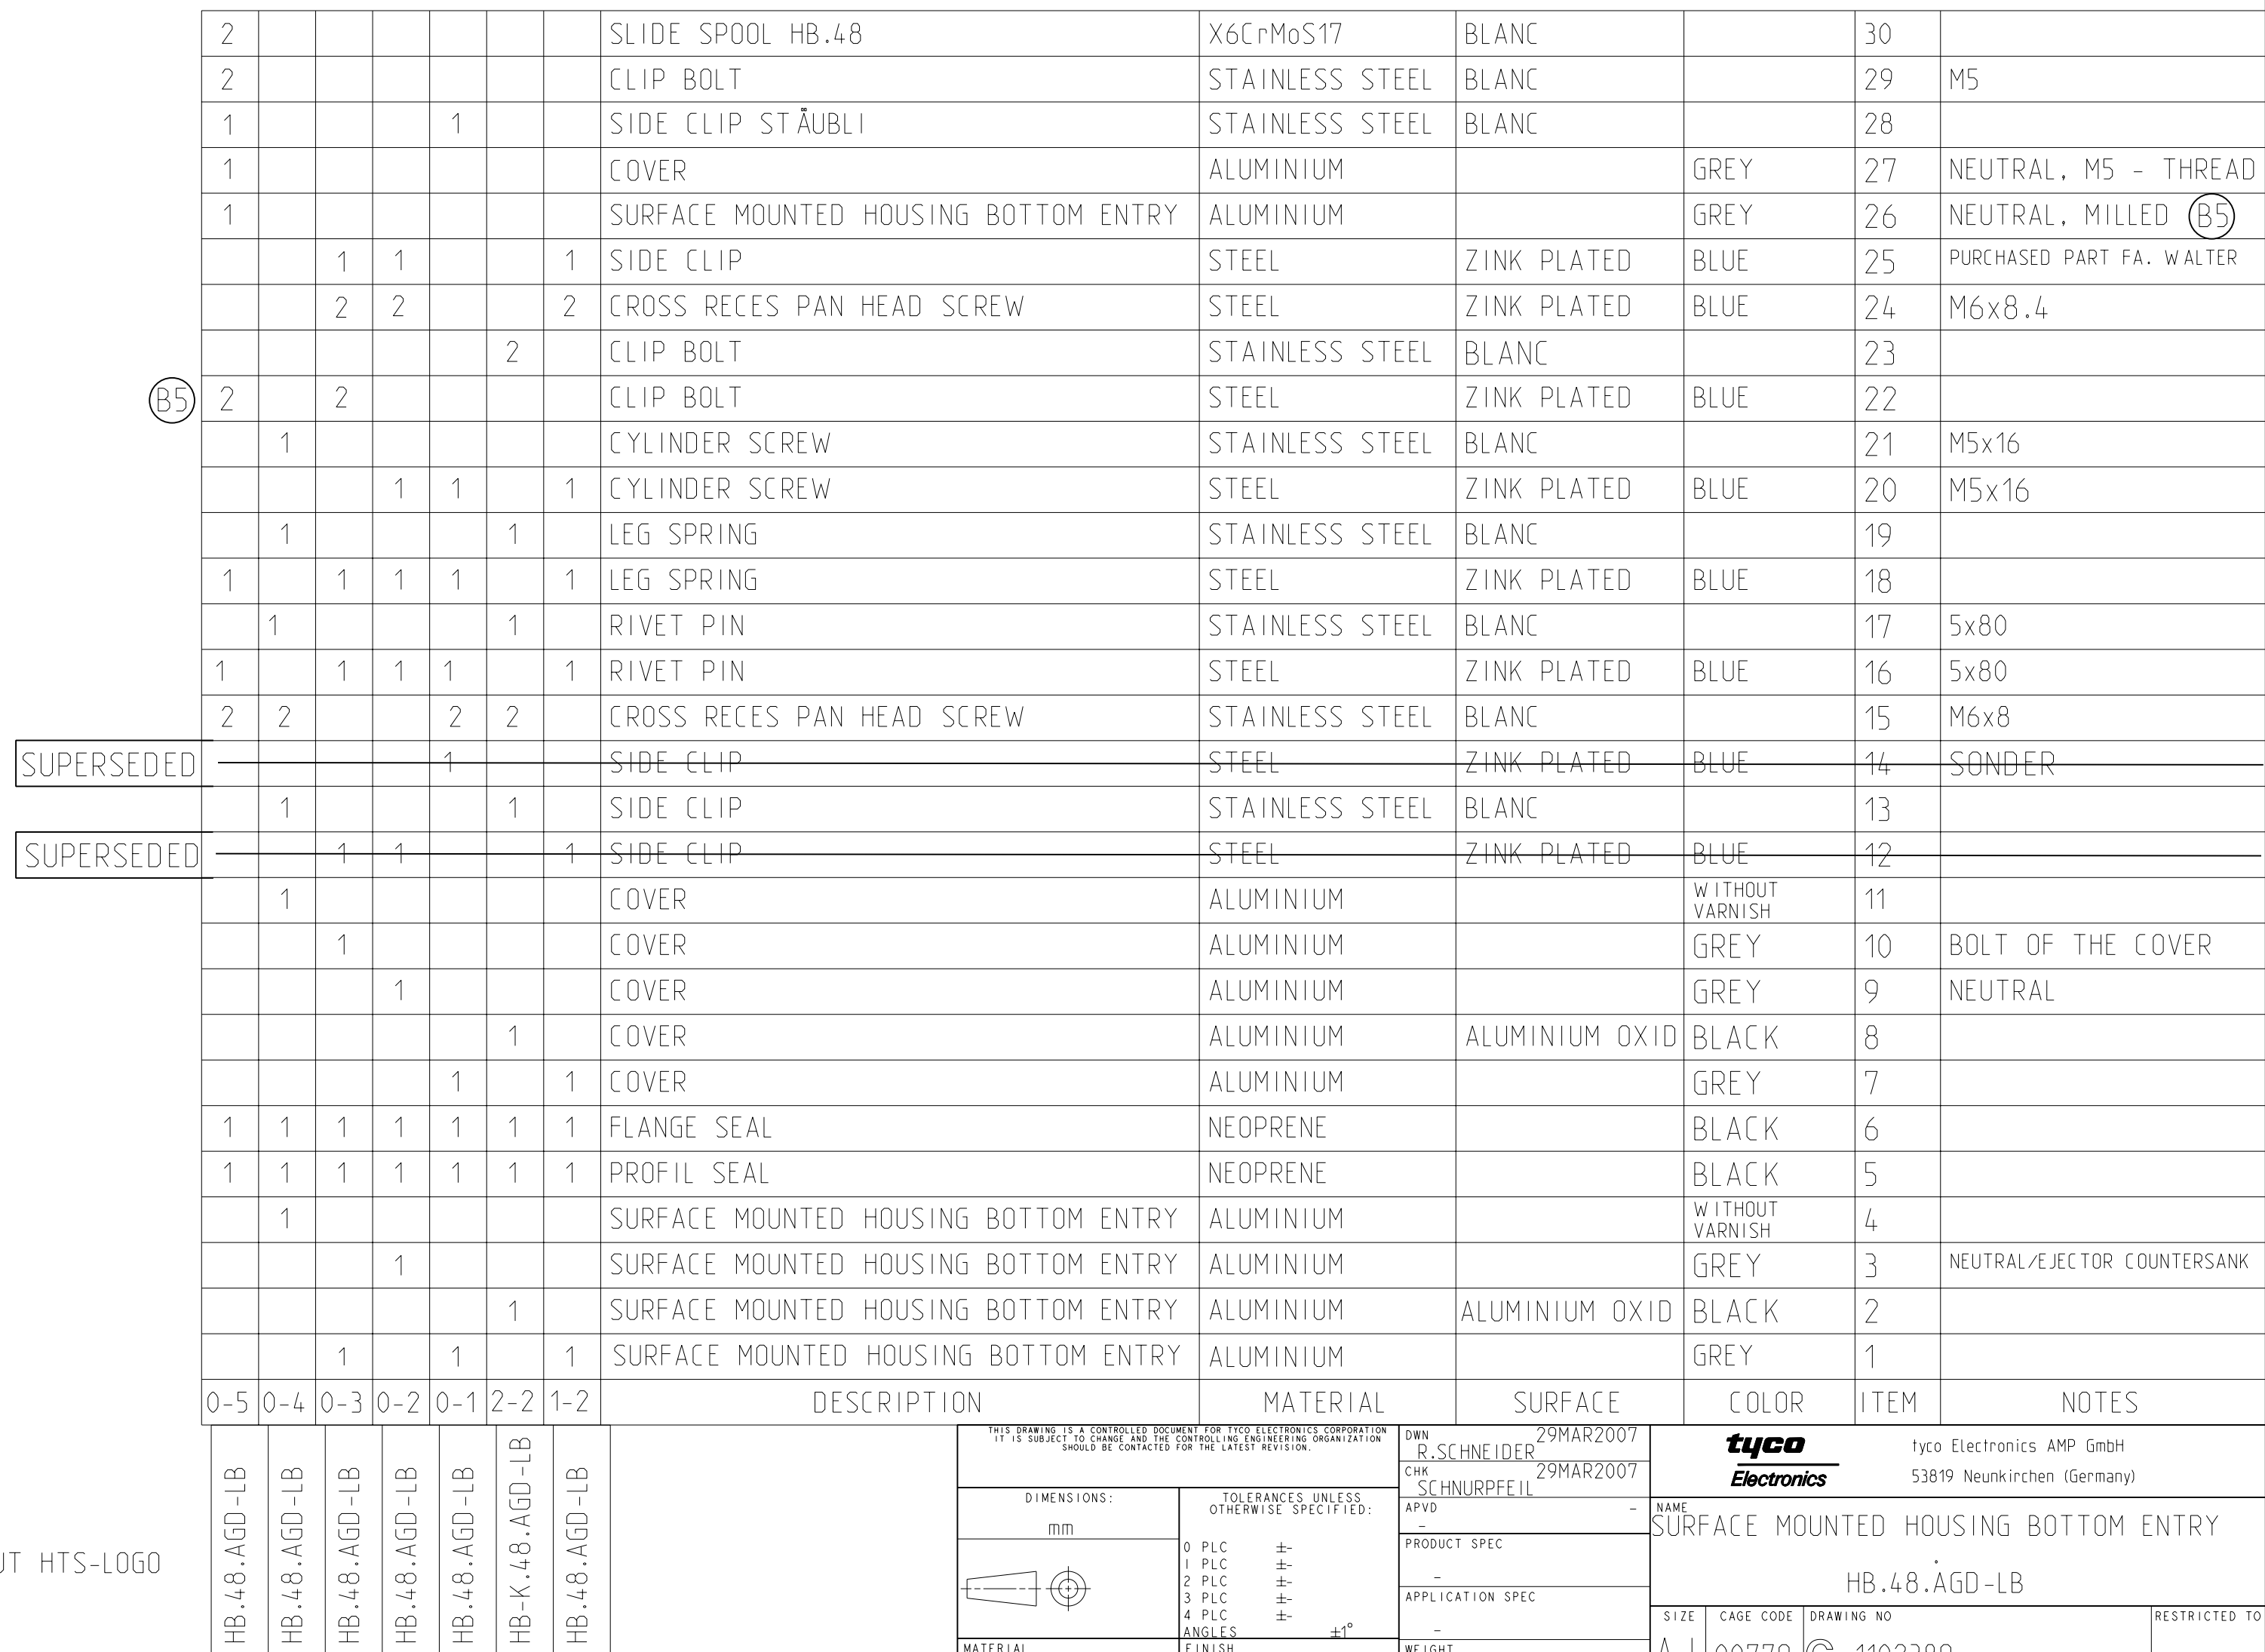 2 SLIDE SPOOL HB.48 X6CrMoS17 BLANC 30
2 CLIP BOLT STAINLESS STEEL BLANC 29 M5
1 1 SIDE CLIP STÄUBLI STAINLESS STEEL BLANC 28
1 COVER ALUMINIUM GREY 27 NEUTRAL, M5 - THREAD
1 SURFACE MOUNTED HOUSING BOTTOM ENTRY ALUMINIUM GREY 26 NEUTRAL, MILLED B5
1 1 1 SIDE CLIP STEEL ZINK PLATED BLUE 25 PURCHASED PART FA. WALTER
2 2 2 CROSS RECES PAN HEAD SCREW STEEL ZINK PLATED BLUE 24 M6x8.4
2 CLIP BOLT STAINLESS STEEL BLANC 23
B5 2 2 CLIP BOLT STEEL ZINK PLATED BLUE 22
1 CYLINDER SCREW STAINLESS STEEL BLANC 21 M5x16
1 1 1 CYLINDER SCREW STEEL ZINK PLATED BLUE 20 M5x16
1 1 LEG SPRING STAINLESS STEEL BLANC 19
1 1 1 1 1 LEG SPRING STEEL ZINK PLATED BLUE 18
1 1 RIVET PIN STAINLESS STEEL BLANC 17 5x80
1 1 1 1 1 RIVET PIN STEEL ZINK PLATED BLUE 16 5x80
2 2 2 2 CROSS RECES PAN HEAD SCREW STAINLESS STEEL BLANC 15 M6x8
SUPERSEDED 1 SIDE CLIP STEEL ZINK PLATED BLUE 14 SONDER
1 1 SIDE CLIP STAINLESS STEEL BLANC 13
SUPERSEDED 1 1 1 SIDE CLIP STEEL ZINK PLATED BLUE 12
1 COVER ALUMINIUM WITHOUT VARNISH 11
1 COVER ALUMINIUM GREY 10 BOLT OF THE COVER
1 COVER ALUMINIUM GREY 9 NEUTRAL
1 COVER ALUMINIUM ALUMINIUM OXID BLACK 8
1 1 COVER ALUMINIUM GREY 7
1 1 1 1 1 1 1 FLANGE SEAL NEOPRENE BLACK 6
1 1 1 1 1 1 1 PROFIL SEAL NEOPRENE BLACK 5
1 SURFACE MOUNTED HOUSING BOTTOM ENTRY ALUMINIUM WITHOUT VARNISH 4
1 SURFACE MOUNTED HOUSING BOTTOM ENTRY ALUMINIUM GREY 3 NEUTRAL/EJECTOR COUNTERSANK
1 SURFACE MOUNTED HOUSING BOTTOM ENTRY ALUMINIUM ALUMINIUM OXID BLACK 2
1 1 1 SURFACE MOUNTED HOUSING BOTTOM ENTRY ALUMINIUM GREY 1
0-5 0-4 0-3 0-2 0-1 2-2 1-2 DESCRIPTION MATERIAL SURFACE COLOR ITEM NOTES
HB.48.AGD-LB
HB.48.AGD-LB
HB.48.AGD-LB
HB.48.AGD-LB
HB.48.AGD-LB
HB-K.48.AGD-LB
HB.48.AGD-LB
UT HTS-LOGO
THIS DRAWING IS A CONTROLLED DOCUMENT FOR TYCO ELECTRONICS CORPORATION
IT IS SUBJECT TO CHANGE AND THE CONTROLLING ENGINEERING ORGANIZATION
SHOULD BE CONTACTED FOR THE LATEST REVISION.
DIMENSIONS:
mm
TOLERANCES UNLESS
OTHERWISE SPECIFIED:
0 PLC ±-
1 PLC ±-
2 PLC ±-
3 PLC ±-
4 PLC ±-
ANGLES ±1°
MATERIAL
FINISH
DWN 29MAR2007
R.SCHNEIDER
CHK 29MAR2007
SCHNURPFEIL
APVD -
-
PRODUCT SPEC
-
APPLICATION SPEC
-
WEIGHT
tyco
Electronics
tyco Electronics AMP GmbH
53819 Neunkirchen (Germany)
NAME
SURFACE MOUNTED HOUSING BOTTOM ENTRY
HB.48.AGD-LB
SIZE CAGE CODE DRAWING NO RESTRICTED TO